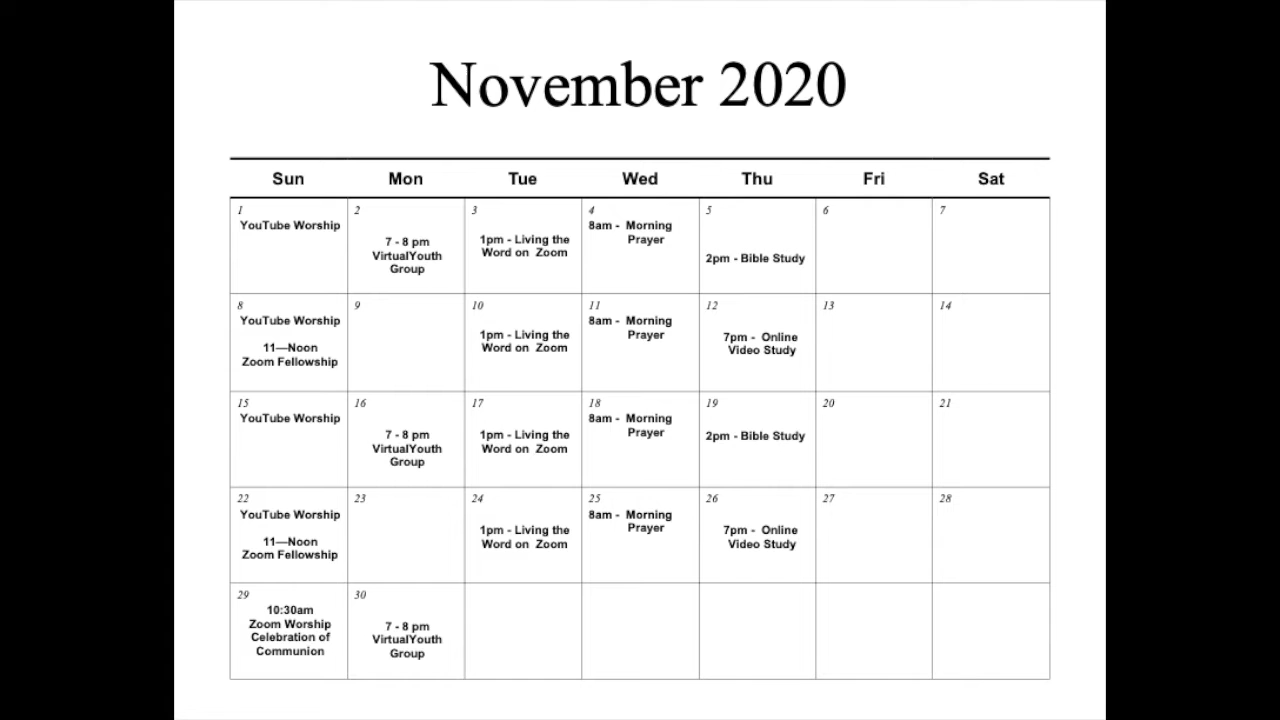 November 2020
Sun Mon Tue Wed Thu Fri Sat
1
YouTube Worship
2
7 - 8 pm
VirtualYouth
Group
3
1pm - Living the
Word on Zoom
4
8am - Morning
Prayer
5
2pm - Bible Study
6
7
8
YouTube Worship
11—Noon
Zoom Fellowship
9
10
1pm - Living the
Word on Zoom
11
8am - Morning
Prayer
12
7pm - Online
Video Study
13
14
15
YouTube Worship
16
7 - 8 pm
VirtualYouth
Group
17
1pm - Living the
Word on Zoom
18
8am - Morning
Prayer
19
2pm - Bible Study
20
21
22
YouTube Worship
11—Noon
Zoom Fellowship
23
24
1pm - Living the
Word on Zoom
25
8am - Morning
Prayer
26
7pm - Online
Video Study
27
28
29
10:30am
Zoom Worship
Celebration of
Communion
30
7 - 8 pm
VirtualYouth
Group